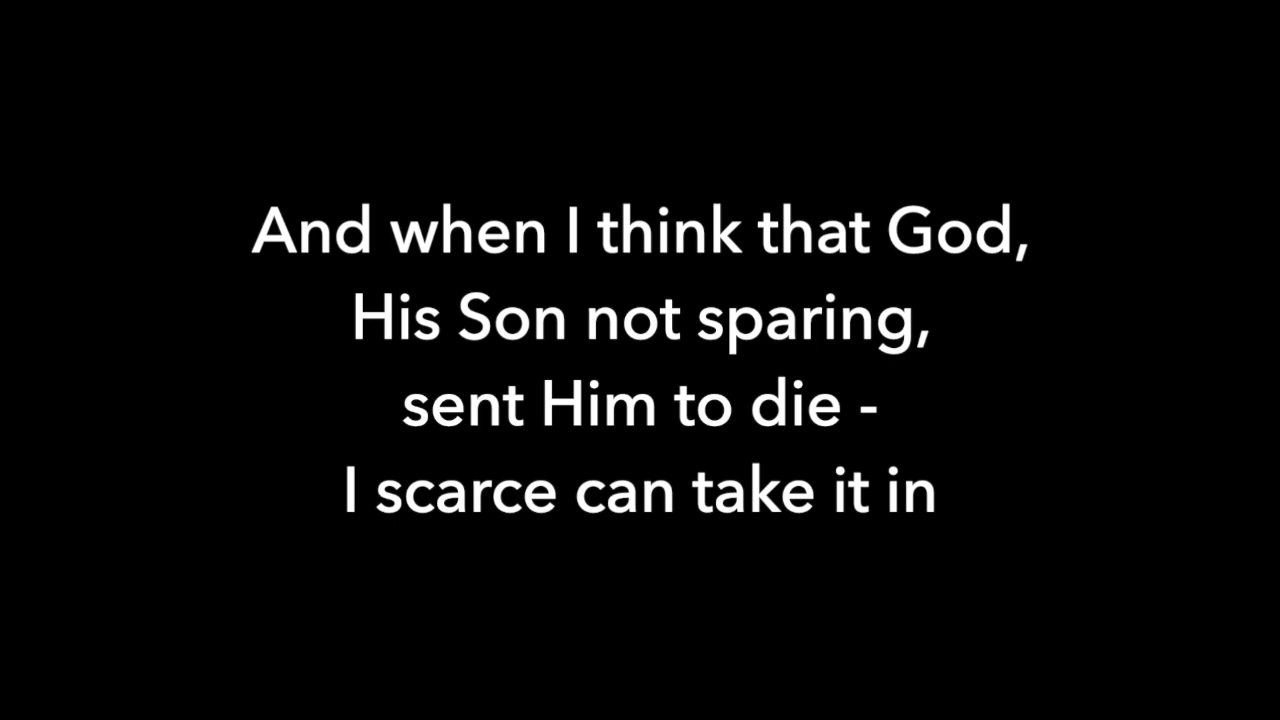 And when I think that God,
His Son not sparing,
sent Him to die -
I scarce can take it in